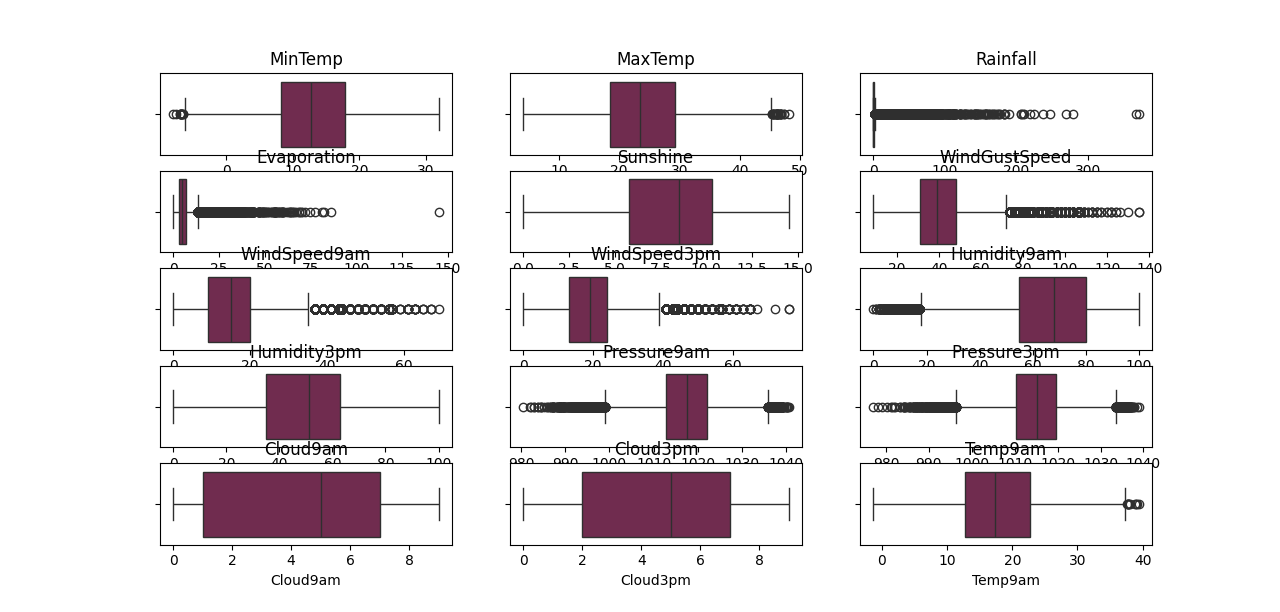 MinTemp MaxTemp Rainfall
0 10 20 30 10 20 30 40 50 0 100 200 300
Evaporation Sunshine WindGustSpeed
0 25 50 75 100 125 150 0.0 2.5 5.0 7.5 10.0 12.5 15.0 20 40 60 80 100 120 140
WindSpeed9am WindSpeed3pm Humidity9am
0 20 40 60 0 20 40 60 0 20 40 60 80 100
Humidity3pm Pressure9am Pressure3pm
0 20 40 60 80 100 980 990 1000 1010 1020 1030 1040 980 990 1000 1010 1020 1030 1040
Cloud9am Cloud3pm Temp9am
0 2 4 6 8 0 2 4 6 8 0 10 20 30 40
Cloud9am Cloud3pm Temp9am